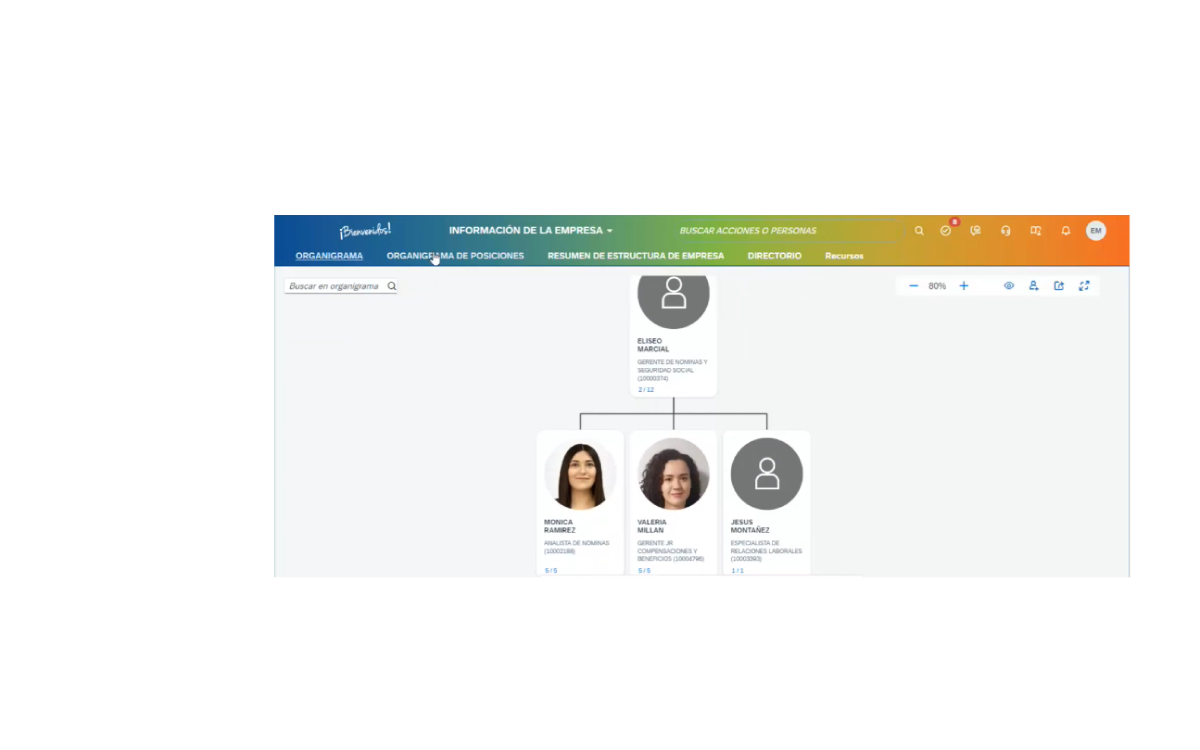 ¡Bienvenidos!
INFORMACIÓN DE LA EMPRESA
BUSCAR ACCIONES O PERSONAS
8
EM
ORGANIGRAMA
ORGANIGRAMA DE POSICIONES
RESUMEN DE ESTRUCTURA DE EMPRESA
DIRECTORIO
Recursos
Buscar en organigrama
80%
ELISEO
MARCIAL
GERENTE DE NOMINAS Y
SEGURIDAD SOCIAL
(10000374)
2 / 12
MONICA
RAMIREZ
ANALISTA DE NOMINAS
(10002188)
5 / 5
VALERIA
MILLAN
GERENTE JR
COMPENSACIONES Y
BENEFICIOS (10004796)
5 / 5
JESUS
MONTAÑEZ
ESPECIALISTA DE
RELACIONES LABORALES
(10003093)
1 / 1